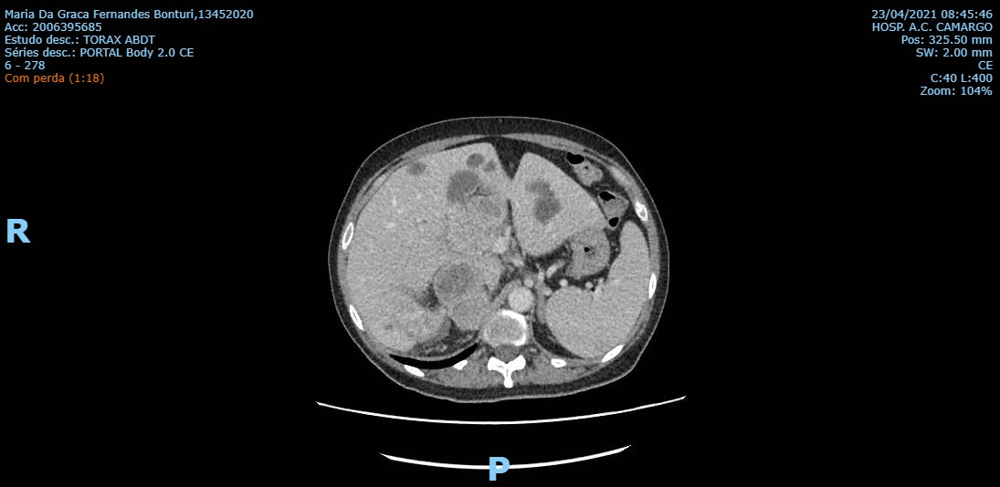 Maria Da Graca Fernandes Bonturi,13452020
Acc: 2006395685
Estudo desc.: TORAX ABDT
Séries desc.: PORTAL Body 2.0 CE
6 - 278
Com perda (1:18)
23/04/2021 08:45:46
HOSP. A.C. CAMARGO
Pos: 325.50 mm
SW: 2.00 mm
CE
C:40 L:400
Zoom: 104%
R
P